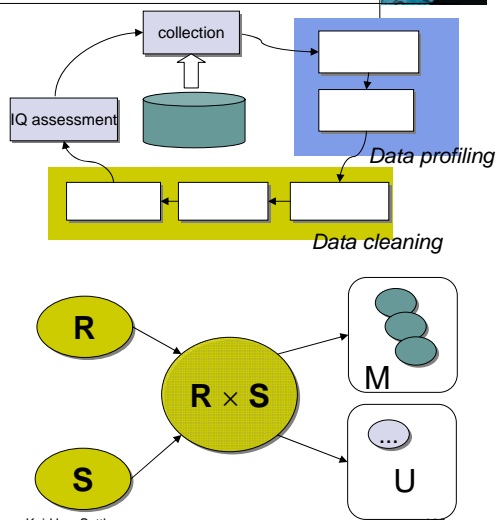 collection
IQ assessment
Data profiling
Data cleaning
R
R × S
M
S
...
U